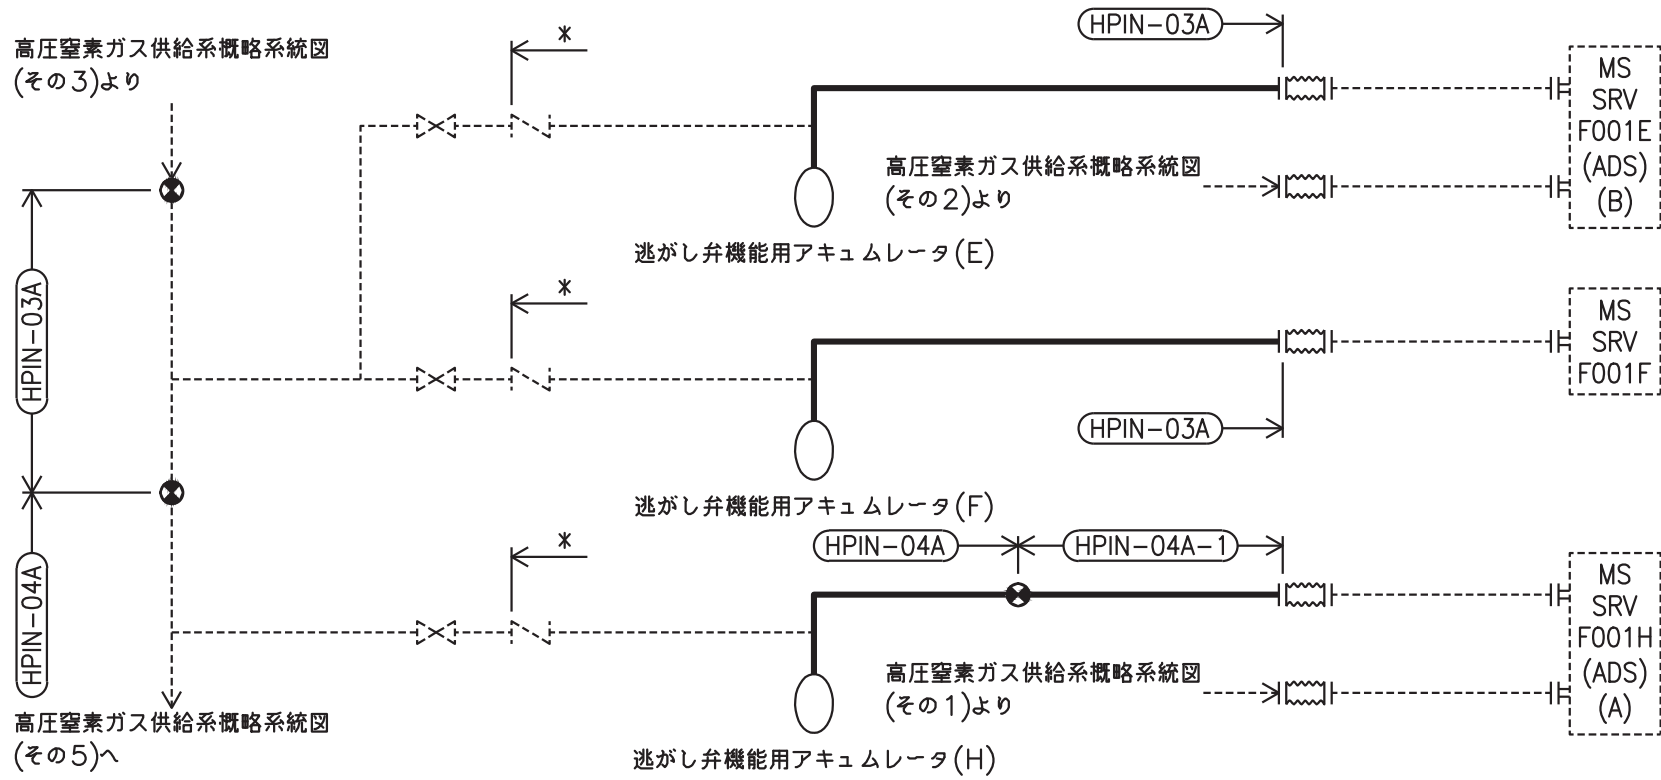 高圧窒素ガス供給系概略系統図
(その3)より
*
HPIN-03A
MS
SRV
F001E
(ADS)
(B)
高圧窒素ガス供給系概略系統図
(その2)より
逃がし弁機能用アキュムレータ(E)
HPIN-03A
*
MS
SRV
F001F
HPIN-03A
逃がし弁機能用アキュムレータ(F)
HPIN-04A
HPIN-04A-1
*
HPIN-04A
MS
SRV
F001H
(ADS)
(A)
高圧窒素ガス供給系概略系統図
(その1)より
高圧窒素ガス供給系概略系統図
(その5)へ
逃がし弁機能用アキュムレータ(H)